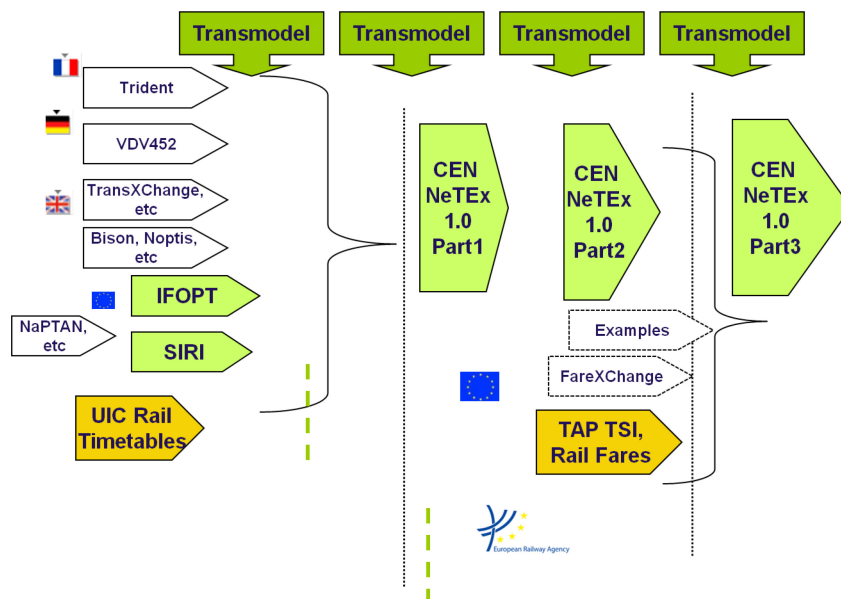 Transmodel
Transmodel
Transmodel
Transmodel
Trident
VDV452
TransXChange,
etc
Bison, Noptis,
etc
IFOPT
NaPTAN,
etc
SIRI
UIC Rail
Timetables
CEN
NeTEx
1.0
Part1
CEN
NeTEx
1.0
Part2
Examples
FareXChange
TAP TSI,
Rail Fares
CEN
NeTEx
1.0
Part3
European Railway Agency